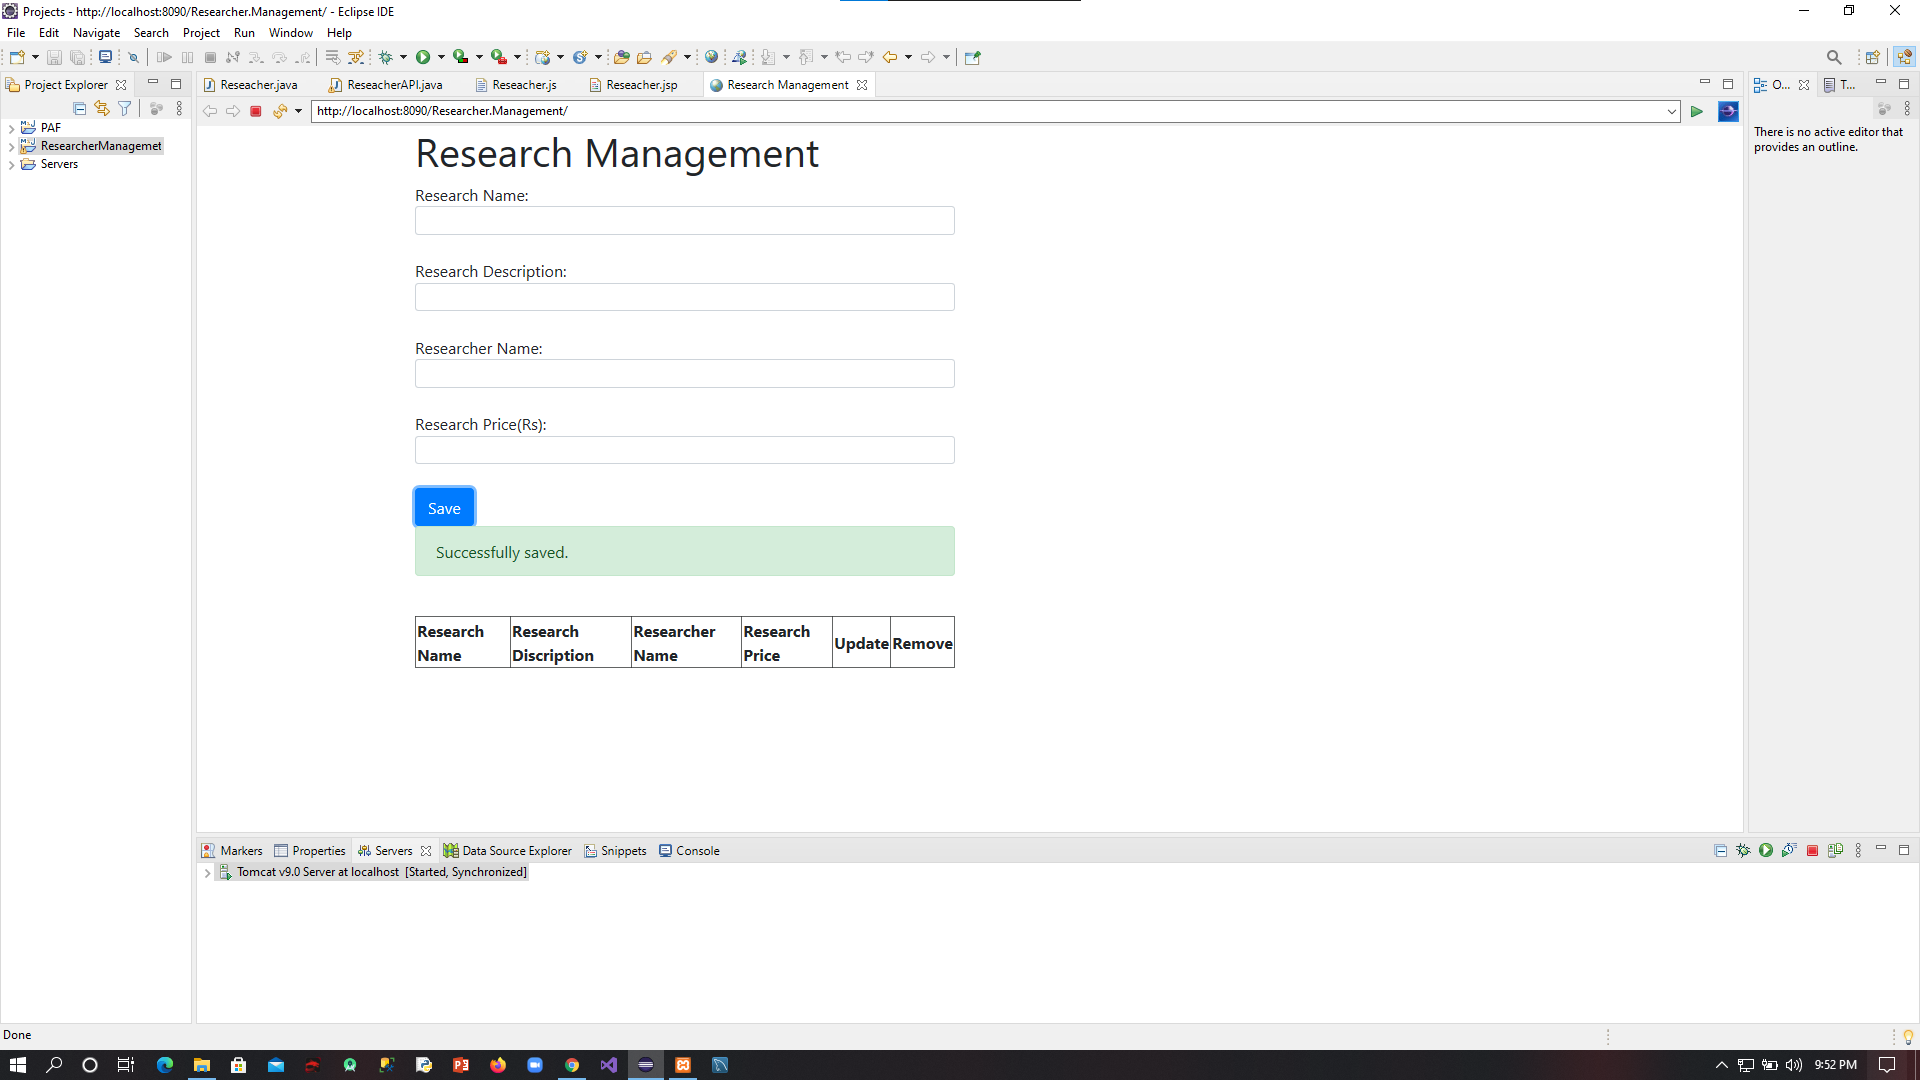 Projects - http://localhost:8090/Researcher.Management/ - Eclipse IDE
File Edit Navigate Search Project Run Window Help
Project Explorer
Reseacher.java
ReseacherAPI.java
Reseacher.js
Reseacher.jsp
Research Management
O...
T...
http://localhost:8090/Researcher.Management/
PAF
ResearcherManagemet
Servers
There is no active editor that
provides an outline.
Research Management
Research Name:
Research Description:
Researcher Name:
Research Price(Rs):
Save
Successfully saved.
Research Name
Research Discription
Researcher Name
Research Price
Update
Remove
Markers
Properties
Servers
Data Source Explorer
Snippets
Console
Tomcat v9.0 Server at localhost [Started, Synchronized]
Done
9:52 PM